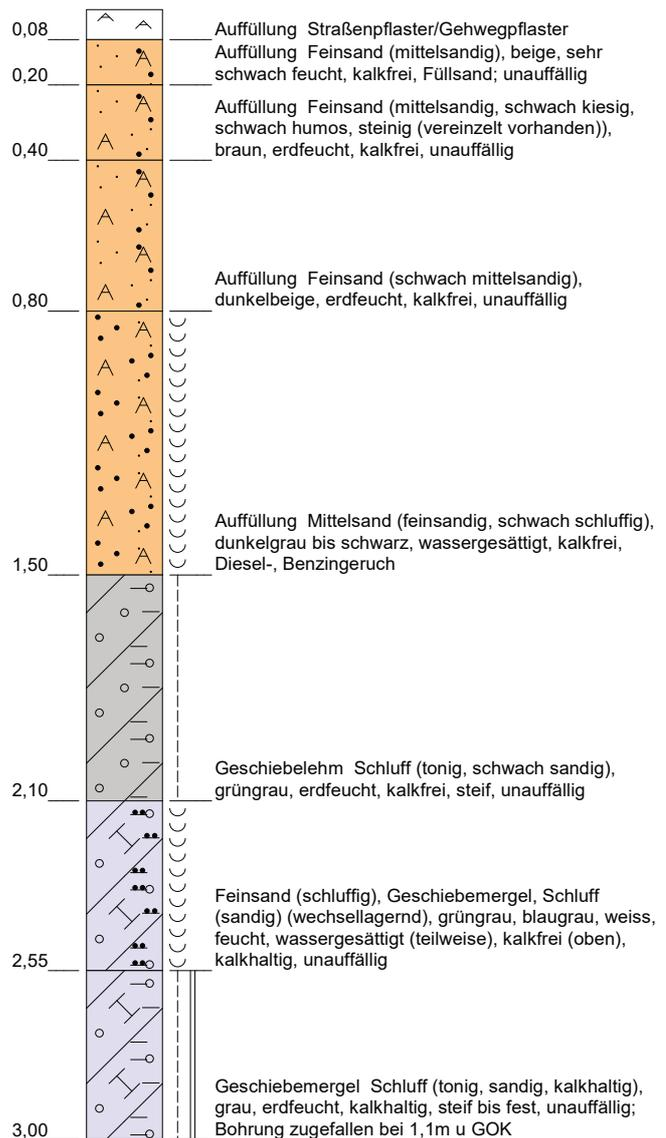 0,08
Auffüllung Straßenpflaster/Gehwegpflaster
Auffüllung Feinsand (mittelsandig), beige, sehr
schwach feucht, kalkfrei, Füllsand; unauffällig
0,20
Auffüllung Feinsand (mittelsandig, schwach kiesig,
schwach humos, steinig (vereinzelt vorhanden)),
braun, erdfeucht, kalkfrei, unauffällig
0,40
Auffüllung Feinsand (schwach mittelsandig),
dunkelbeige, erdfeucht, kalkfrei, unauffällig
0,80
Auffüllung Mittelsand (feinsandig, schwach schluffig),
dunkelgrau bis schwarz, wassergesättigt, kalkfrei,
Diesel-, Benzingeruch
1,50
Geschiebelehm Schluff (tonig, schwach sandig),
grüngrau, erdfeucht, kalkfrei, steif, unauffällig
2,10
Feinsand (schluffig), Geschiebemergel, Schluff
(sandig) (wechsellagernd), grüngrau, blaugrau, weiss,
feucht, wassergesättigt (teilweise), kalkfrei (oben),
kalkhaltig, unauffällig
2,55
Geschiebemergel Schluff (tonig, sandig, kalkhaltig),
grau, erdfeucht, kalkhaltig, steif bis fest, unauffällig;
Bohrung zugefallen bei 1,1m u GOK
3,00